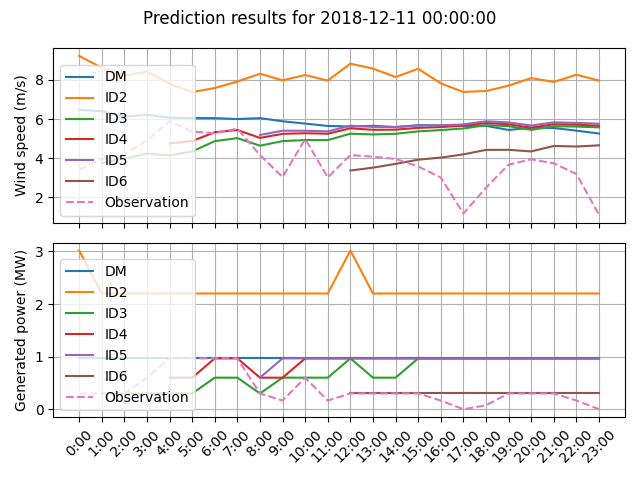 Prediction results for 2018-12-11 00:00:00
Wind speed (m/s)
8
6
4
2
DM
ID2
ID3
ID4
ID5
ID6
Observation
Generated power (MW)
3
2
1
0
DM
ID2
ID3
ID4
ID5
ID6
Observation
0:00 1:00 2:00 3:00 4:00 5:00 6:00 7:00 8:00 9:00 10:00 11:00 12:00 13:00 14:00 15:00 16:00 17:00 18:00 19:00 20:00 21:00 22:00 23:00